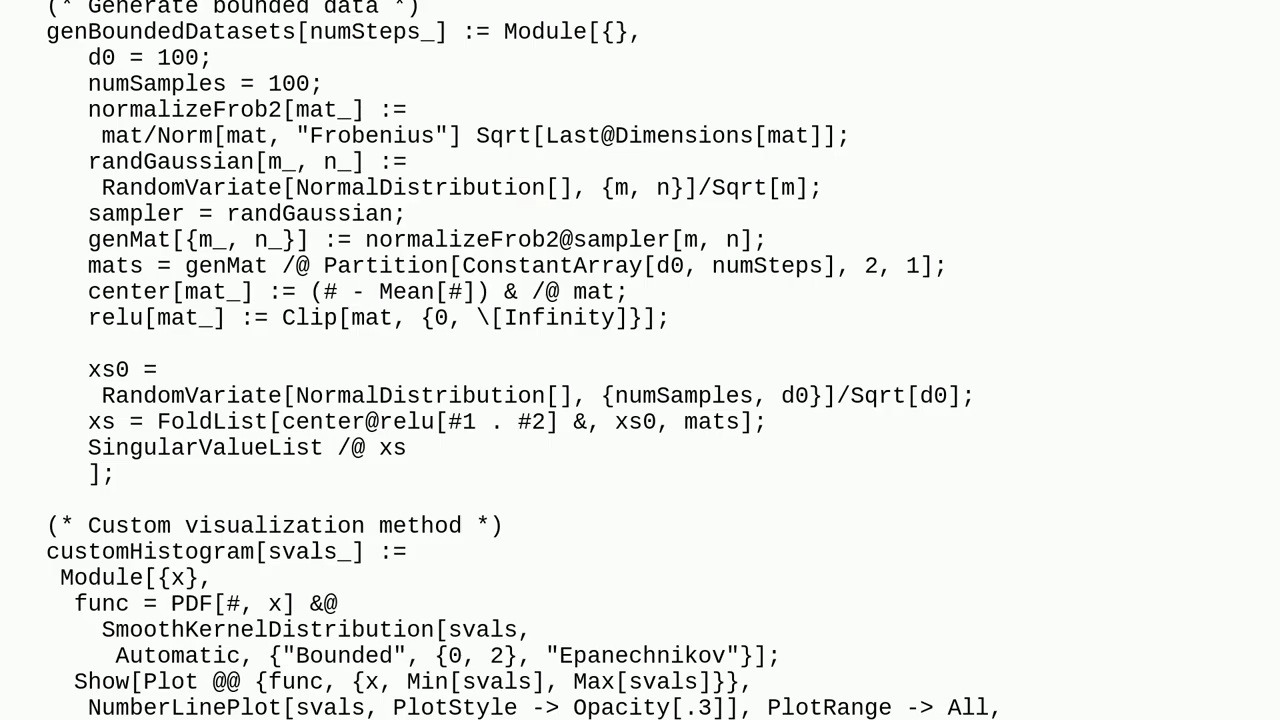 (* Generate bounded data *)
genBoundedDatasets[numSteps_] := Module[{},
   d0 = 100;
   numSamples = 100;
   normalizeFrob2[mat_] :=
    mat/Norm[mat, "Frobenius"] Sqrt[Last@Dimensions[mat]];
   randGaussian[m_, n_] :=
    RandomVariate[NormalDistribution[], {m, n}]/Sqrt[m];
   sampler = randGaussian;
   genMat[{m_, n_}] := normalizeFrob2@sampler[m, n];
   mats = genMat /@ Partition[ConstantArray[d0, numSteps], 2, 1];
   center[mat_] := (# - Mean[#]) & /@ mat;
   relu[mat_] := Clip[mat, {0, \[Infinity]}];

   xs0 =
    RandomVariate[NormalDistribution[], {numSamples, d0}]/Sqrt[d0];
   xs = FoldList[center@relu[#1 . #2] &, xs0, mats];
   SingularValueList /@ xs
   ];

(* Custom visualization method *)
customHistogram[svals_] :=
 Module[{x},
  func = PDF[#, x] &@
    SmoothKernelDistribution[svals,
     Automatic, {"Bounded", {0, 2}, "Epanechnikov"}];
  Show[Plot @@ {func, {x, Min[svals], Max[svals]}},
   NumberLinePlot[svals, PlotStyle -> Opacity[.3]], PlotRange -> All,